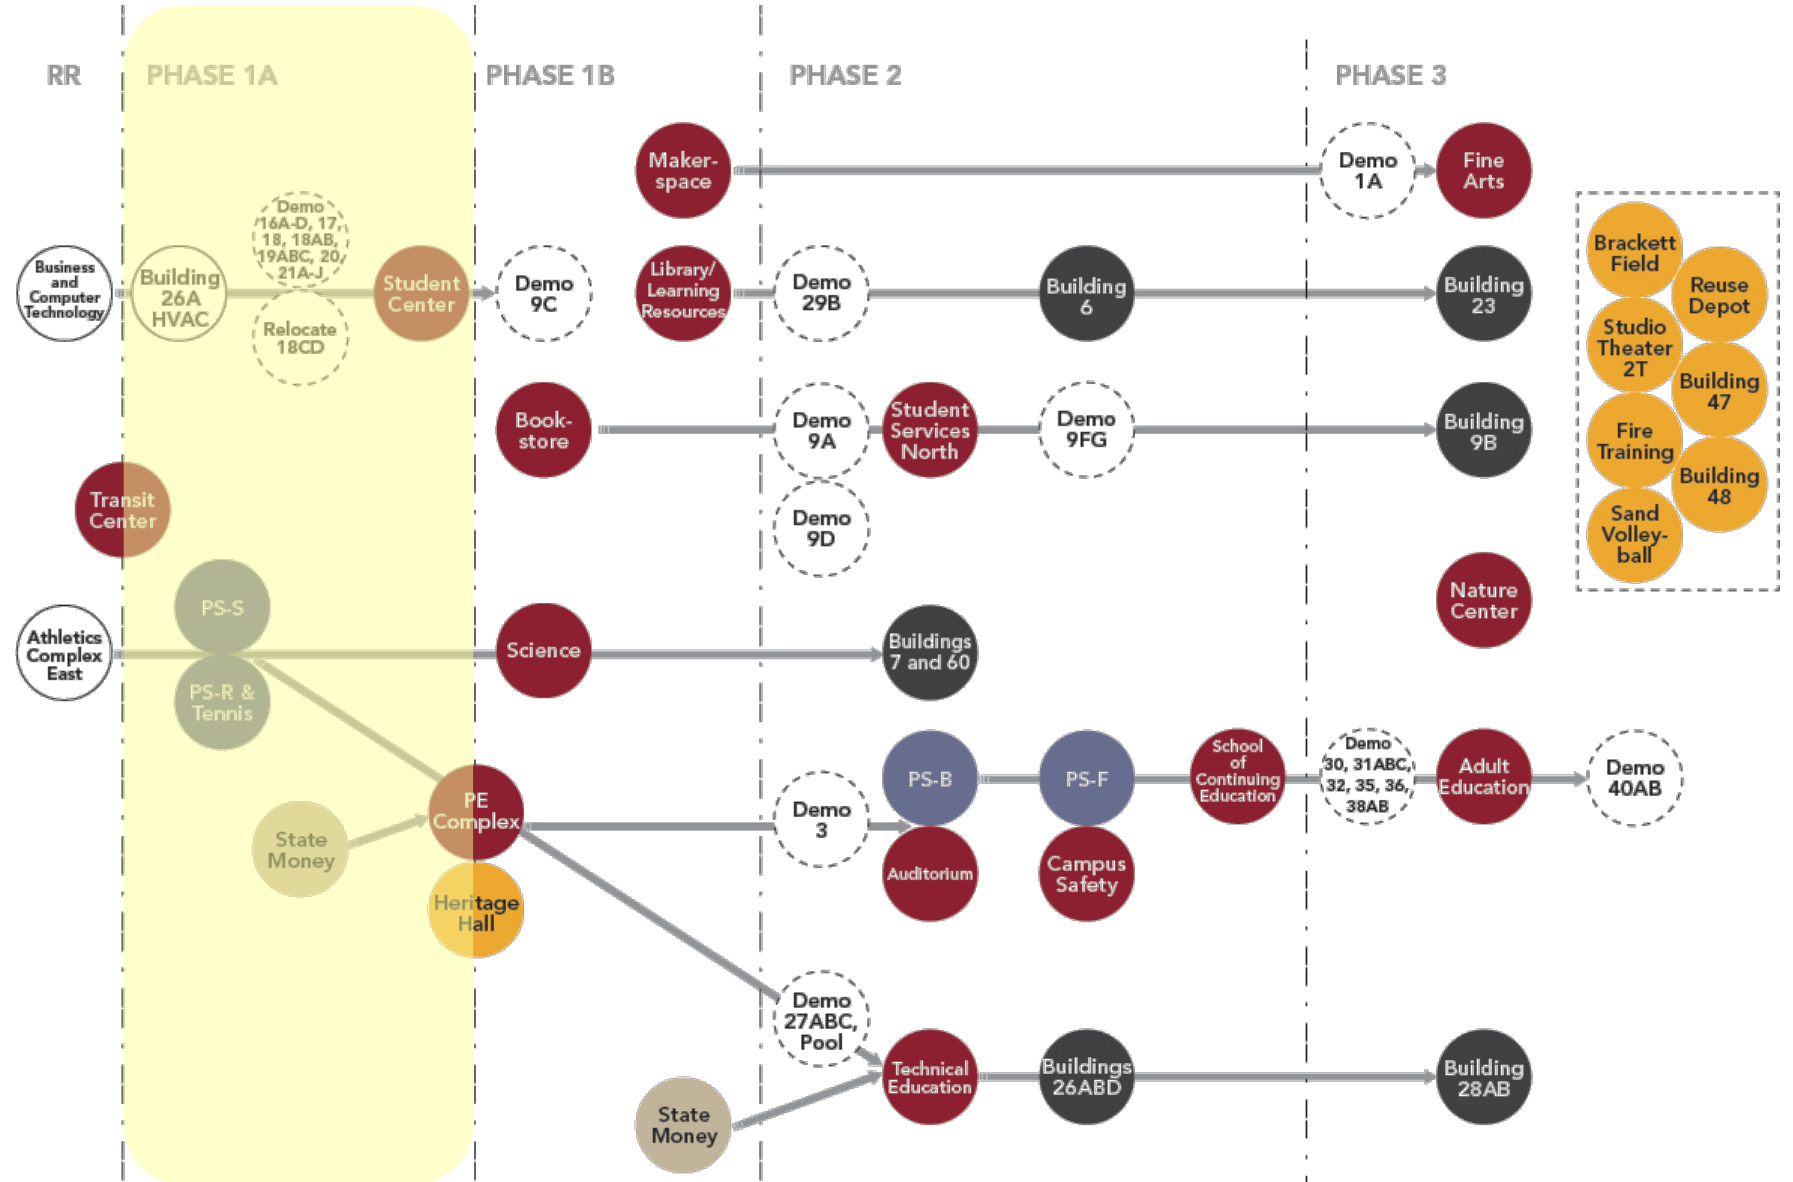 RR
PHASE 1A
PHASE 1B
PHASE 2
PHASE 3
Maker-
space
Demo
1A
Fine
Arts
Business
and
Computer
Technology
Building
26A
HVAC
Demo
16A-D, 17,
18, 18AB,
19ABC, 20,
21A-J
Relocate
18CD
Student
Center
Demo
9C
Library/
Learning
Resources
Demo
29B
Building
6
Building
23
Book-
store
Demo
9A
Student
Services
North
Demo
9FG
Building
9B
Demo
9D
Brackett
Field
Reuse
Depot
Studio
Theater
2T
Building
47
Fire
Training
Building
48
Sand
Volley-
ball
Transit
Center
Nature
Center
Athletics
Complex
East
PS-S
PS-R &
Tennis
Science
Buildings
7 and 60
State
Money
PE
Complex
Heritage
Hall
Demo
3
PS-B
Auditorium
PS-F
Campus
Safety
School
of
Continuing
Education
Demo
30, 31ABC,
32, 35, 36,
38AB
Adult
Education
Demo
40AB
Demo
27ABC,
Pool
State
Money
Technical
Education
Buildings
26ABD
Building
28AB